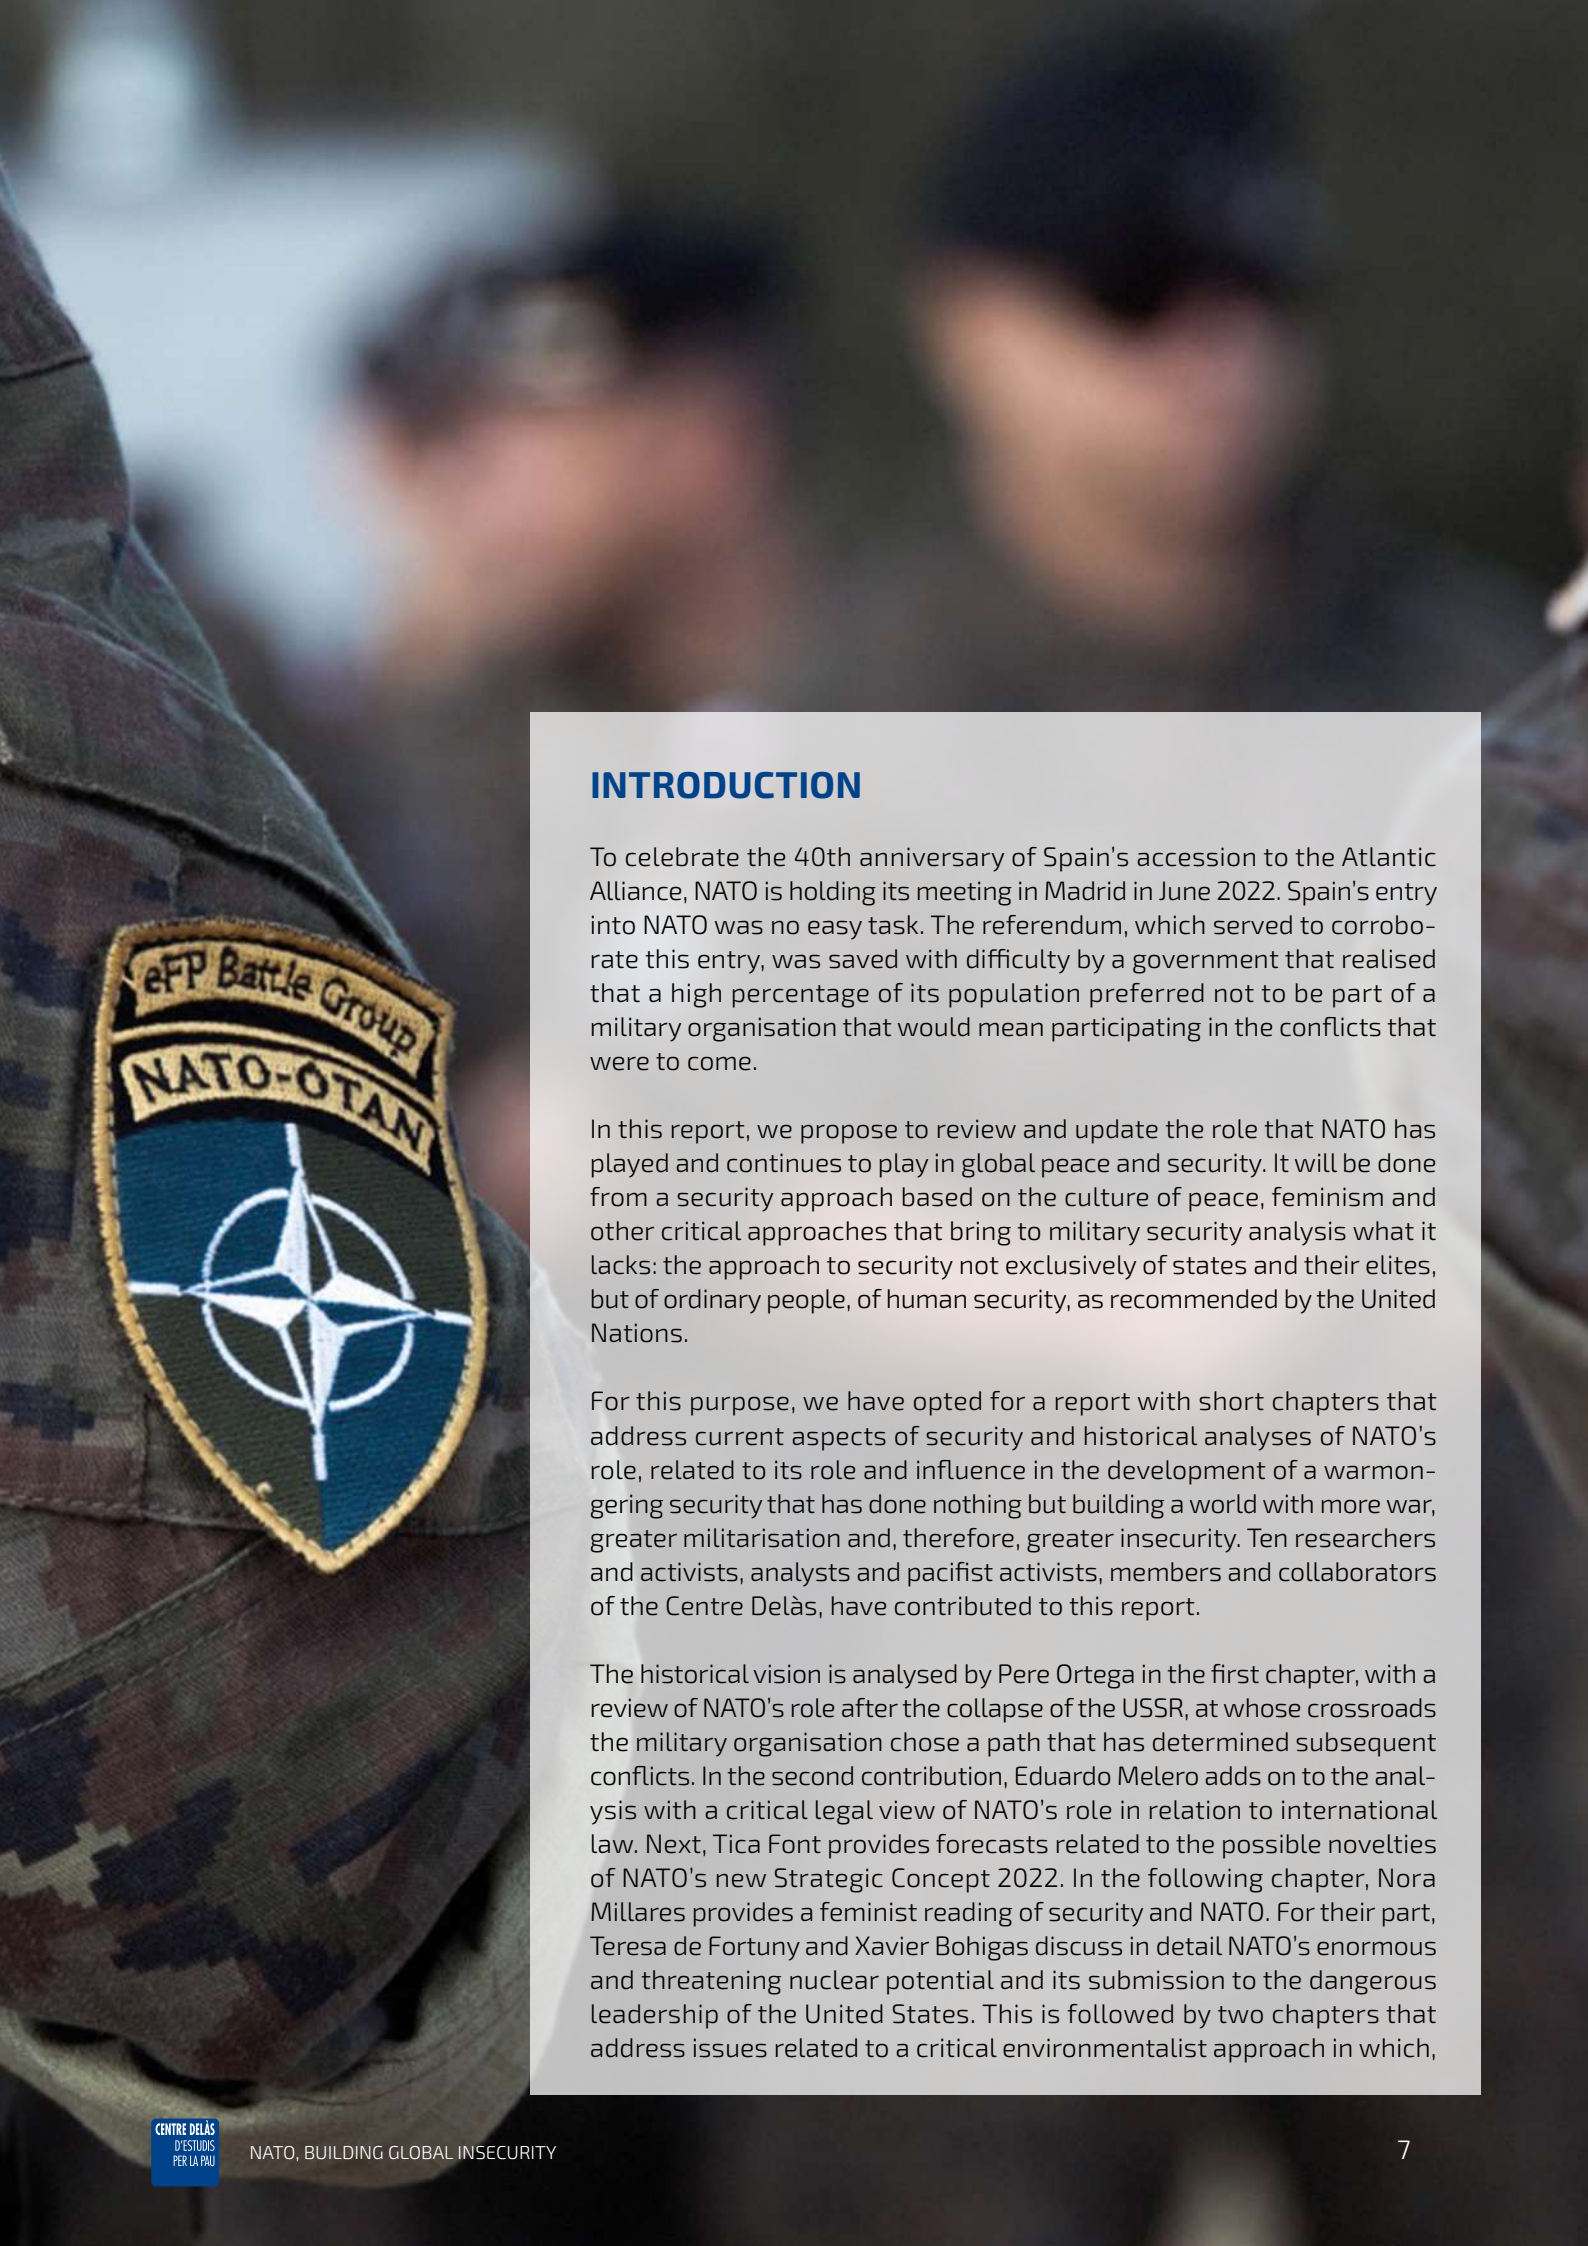 eFP Battle Group
NATO-OTAN
INTRODUCTION
To celebrate the 40th anniversary of Spain's accession to the Atlantic
Alliance, NATO is holding its meeting in Madrid in June 2022. Spain's entry
into NATO was no easy task. The referendum, which served to corrobo-
rate this entry, was saved with difficulty by a government that realised
that a high percentage of its population preferred not to be part of a
military organisation that would mean participating in the conflicts that
were to come.
In this report, we propose to review and update the role that NATO has
played and continues to play in global peace and security. It will be done
from a security approach based on the culture of peace, feminism and
other critical approaches that bring to military security analysis what it
lacks: the approach to security not exclusively of states and their elites,
but of ordinary people, of human security, as recommended by the United
Nations.
For this purpose, we have opted for a report with short chapters that
address current aspects of security and historical analyses of NATO's
role, related to its role and influence in the development of a warmon-
gering security that has done nothing but building a world with more war,
greater militarisation and, therefore, greater insecurity. Ten researchers
and activists, analysts and pacifist activists, members and collaborators
of the Centre Delàs, have contributed to this report.
The historical vision is analysed by Pere Ortega in the first chapter, with a
review of NATO's role after the collapse of the USSR, at whose crossroads
the military organisation chose a path that has determined subsequent
conflicts. In the second contribution, Eduardo Melero adds on to the anal-
ysis with a critical legal view of NATO's role in relation to international
law. Next, Tica Font provides forecasts related to the possible novelties
of NATO's new Strategic Concept 2022. In the following chapter, Nora
Millares provides a feminist reading of security and NATO. For their part,
Teresa de Fortuny and Xavier Bohigas discuss in detail NATO's enormous
and threatening nuclear potential and its submission to the dangerous
leadership of the United States. This is followed by two chapters that
address issues related to a critical environmentalist approach in which,
CENTRE DELÀS
D'ESTUDIS
PER LA PAU
NATO, BUILDING GLOBAL INSECURITY
7